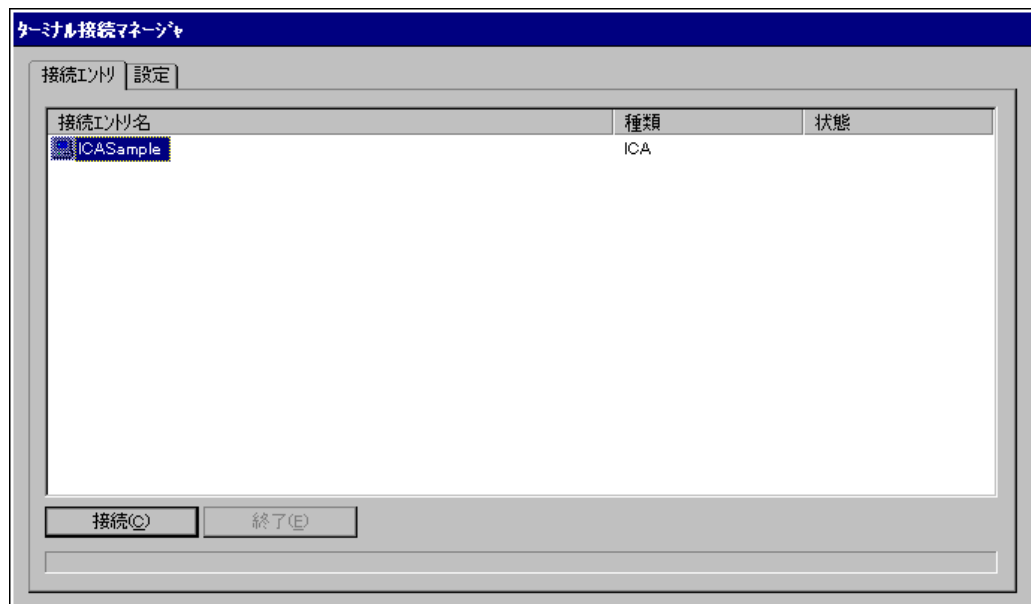 ﾀｰﾐﾅﾙ接続ﾏﾈｰｼﾞｬ
接続ｴﾝﾄﾘ 設定
接続ｴﾝﾄﾘ名 種類 状態
ICASample ICA
接続(C) 終了(E)